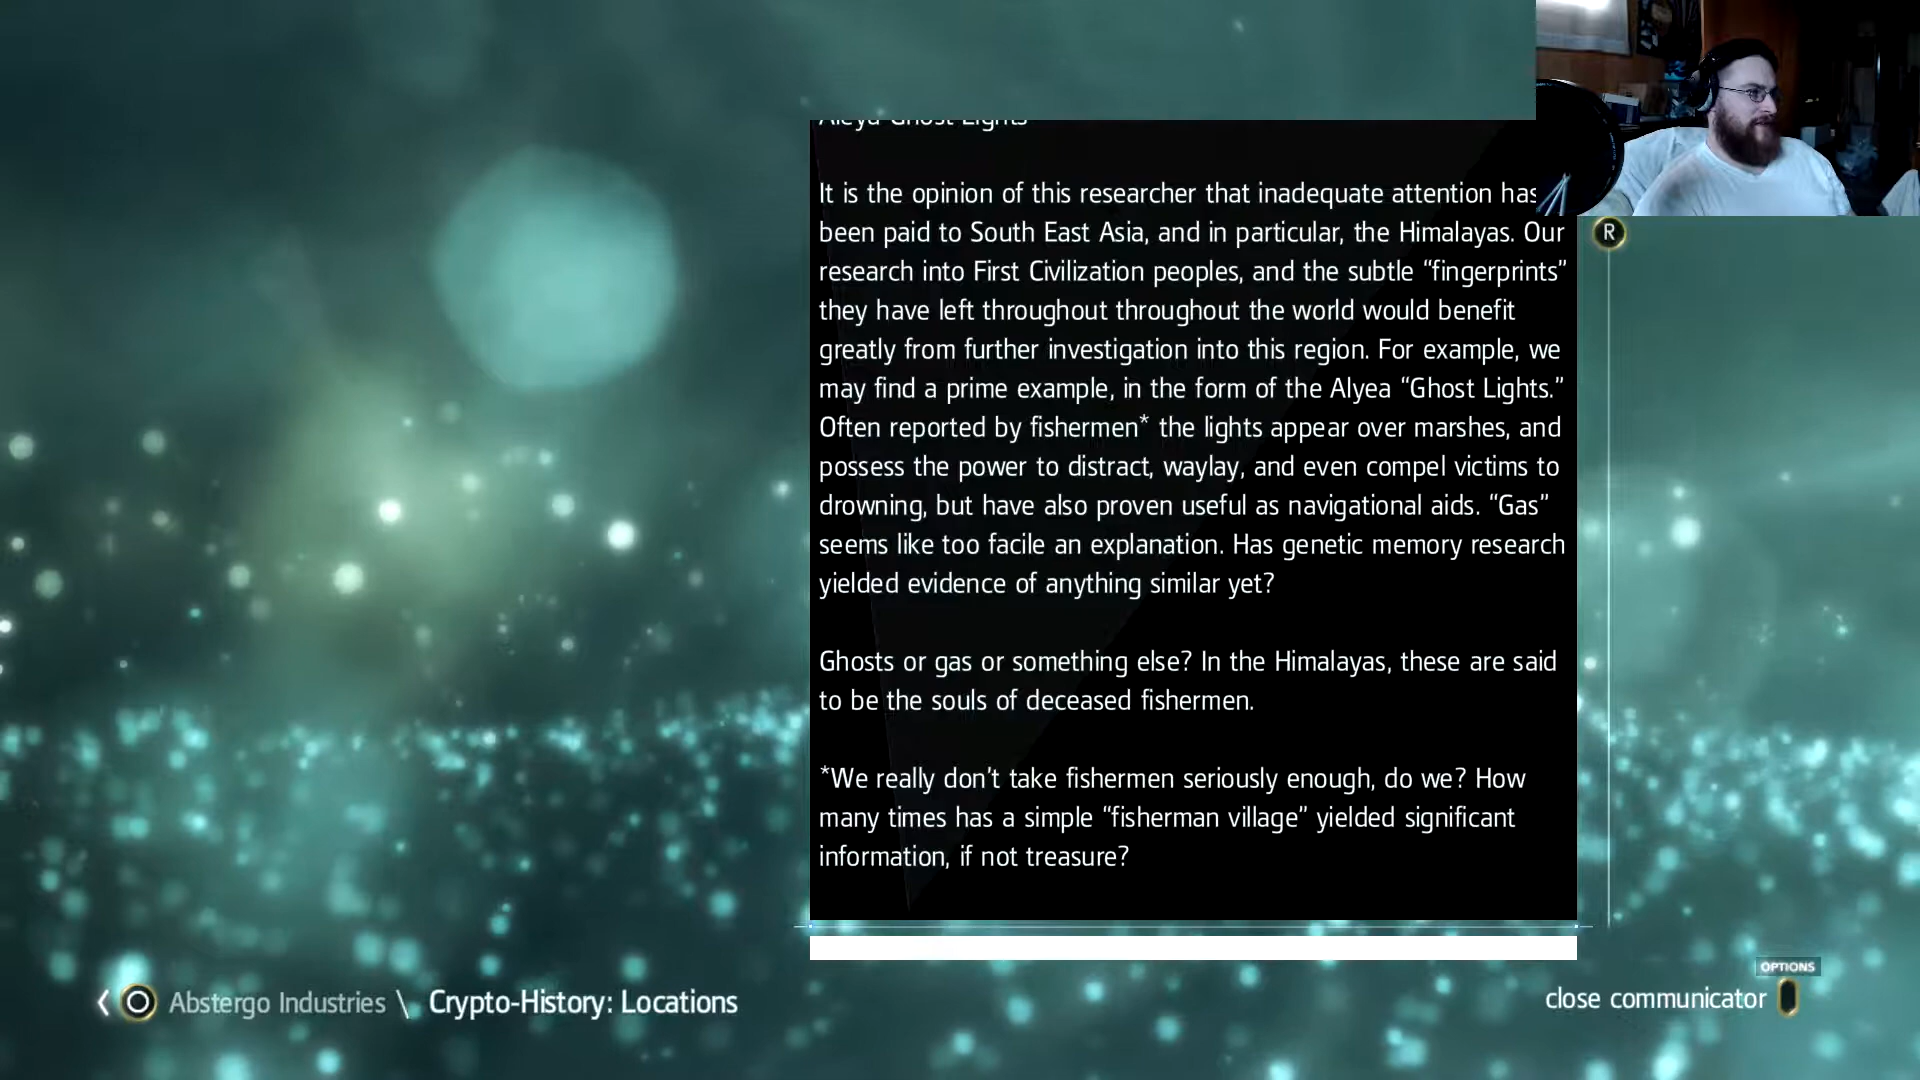 Aleya Ghost Lights
It is the opinion of this researcher that inadequate attention has
been paid to South East Asia, and in particular, the Himalayas. Our
research into First Civilization peoples, and the subtle “fingerprints”
they have left throughout throughout the world would benefit
greatly from further investigation into this region. For example, we
may find a prime example, in the form of the Alyea “Ghost Lights.”
Often reported by fishermen* the lights appear over marshes, and
possess the power to distract, waylay, and even compel victims to
drowning, but have also proven useful as navigational aids. “Gas”
seems like too facile an explanation. Has genetic memory research
yielded evidence of anything similar yet?
Ghosts or gas or something else? In the Himalayas, these are said
to be the souls of deceased fishermen.
*We really don’t take fishermen seriously enough, do we? How
many times has a simple “fisherman village” yielded significant
information, if not treasure?
R
OPTIONS
Abstergo Industries \ Crypto-History: Locations
close communicator